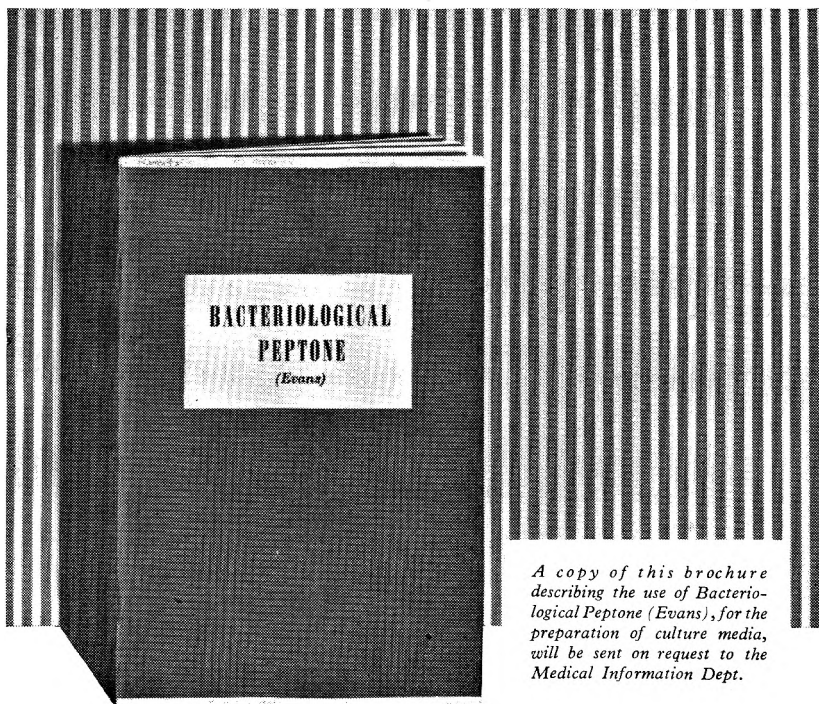 BACTERIOLOGICAL
PEPTONE
(Evans)
A copy of this brochure
describing the use of Bacterio-
logical Peptone (Evans), for the
preparation of culture media,
will be sent on request to the
Medical Information Dept.